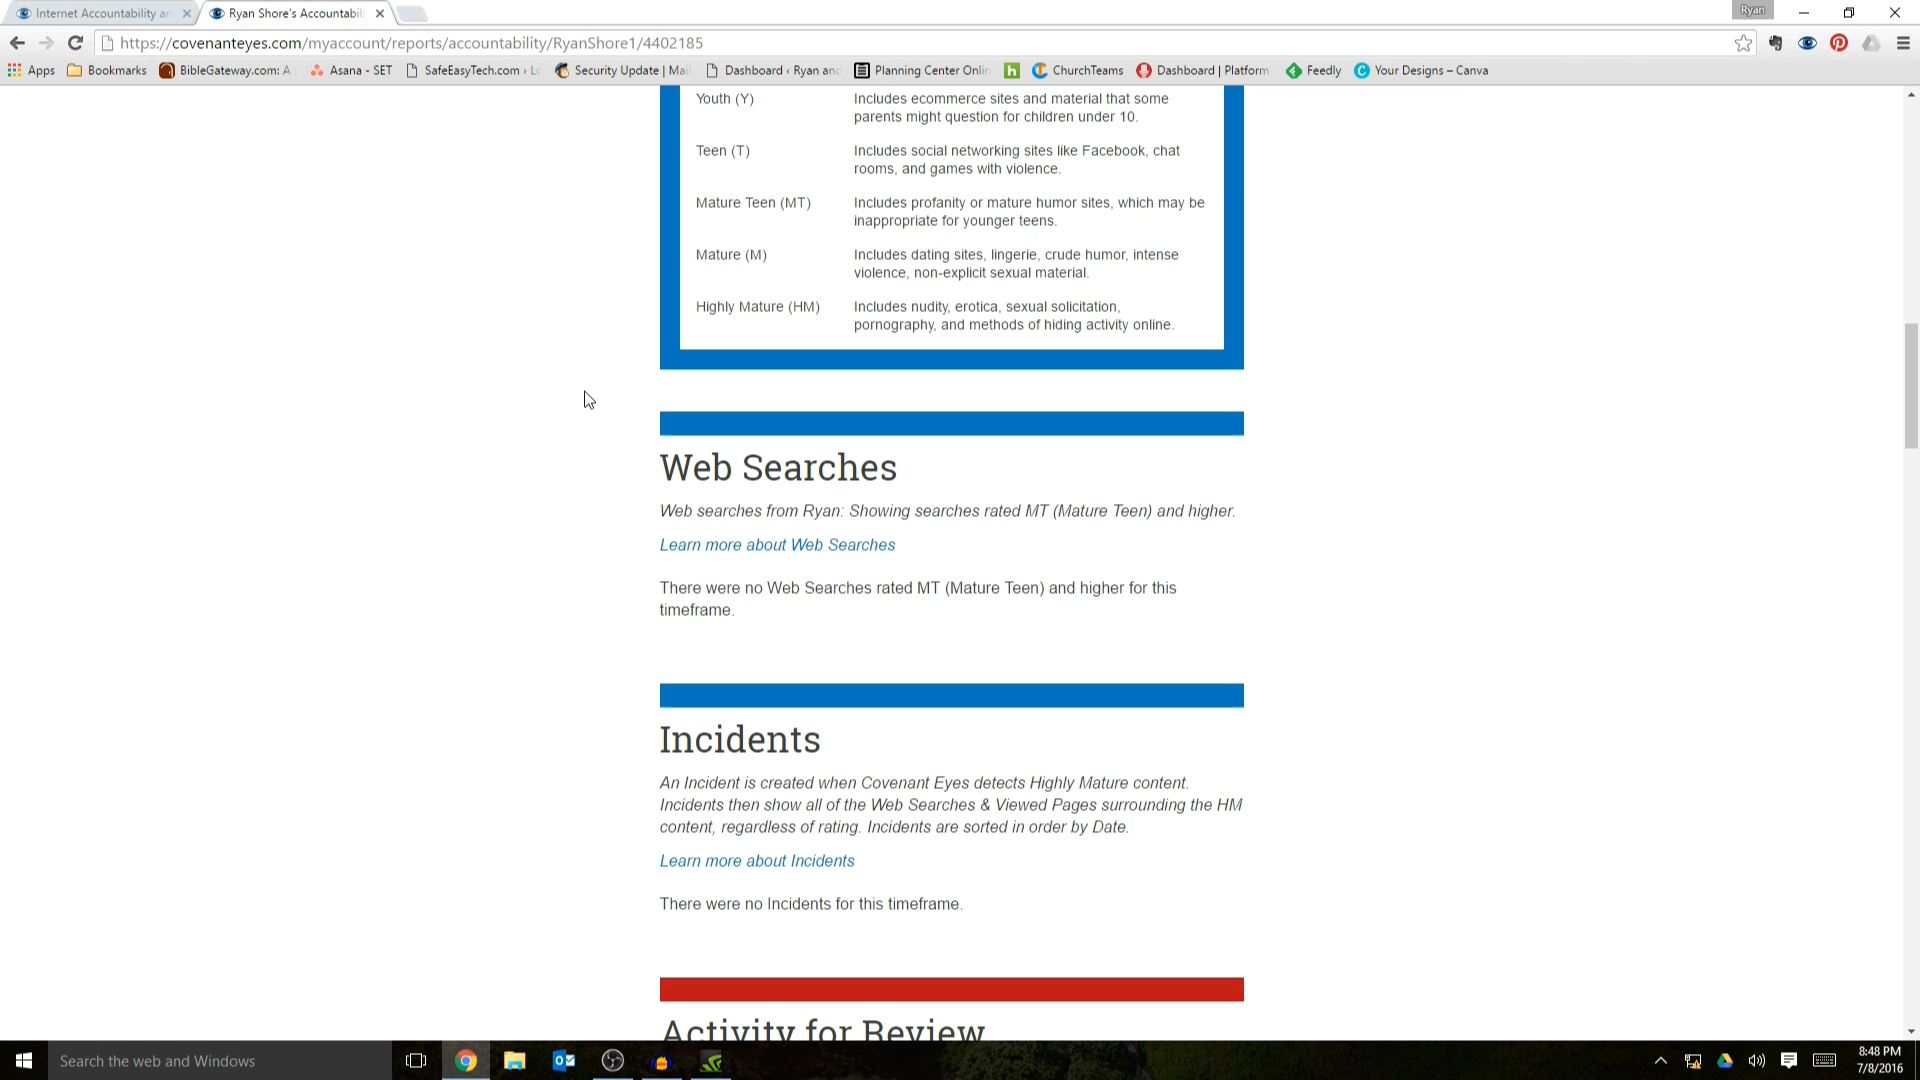 Internet Accountability an
Ryan Shore's Accountabili
Ryan
https://covenanteyes.com/myaccount/reports/accountability/RyanShore1/4402185
Apps
Bookmarks
BibleGateway.com: A
Asana - SET
SafeEasyTech.com › Lo
Security Update | Mai
Dashboard ‹ Ryan and
Planning Center Onlin
h
ChurchTeams
Dashboard | Platform
Feedly
Your Designs – Canva
Youth (Y)
Includes ecommerce sites and material that some
parents might question for children under 10.
Teen (T)
Includes social networking sites like Facebook, chat
rooms, and games with violence.
Mature Teen (MT)
Includes profanity or mature humor sites, which may be
inappropriate for younger teens.
Mature (M)
Includes dating sites, lingerie, crude humor, intense
violence, non-explicit sexual material.
Highly Mature (HM)
Includes nudity, erotica, sexual solicitation,
pornography, and methods of hiding activity online.
Web Searches
Web searches from Ryan: Showing searches rated MT (Mature Teen) and higher.
Learn more about Web Searches
There were no Web Searches rated MT (Mature Teen) and higher for this
timeframe.
Incidents
An Incident is created when Covenant Eyes detects Highly Mature content.
Incidents then show all of the Web Searches & Viewed Pages surrounding the HM
content, regardless of rating. Incidents are sorted in order by Date.
Learn more about Incidents
There were no Incidents for this timeframe.
Activity for Review
Search the web and Windows
8:48 PM
7/8/2016